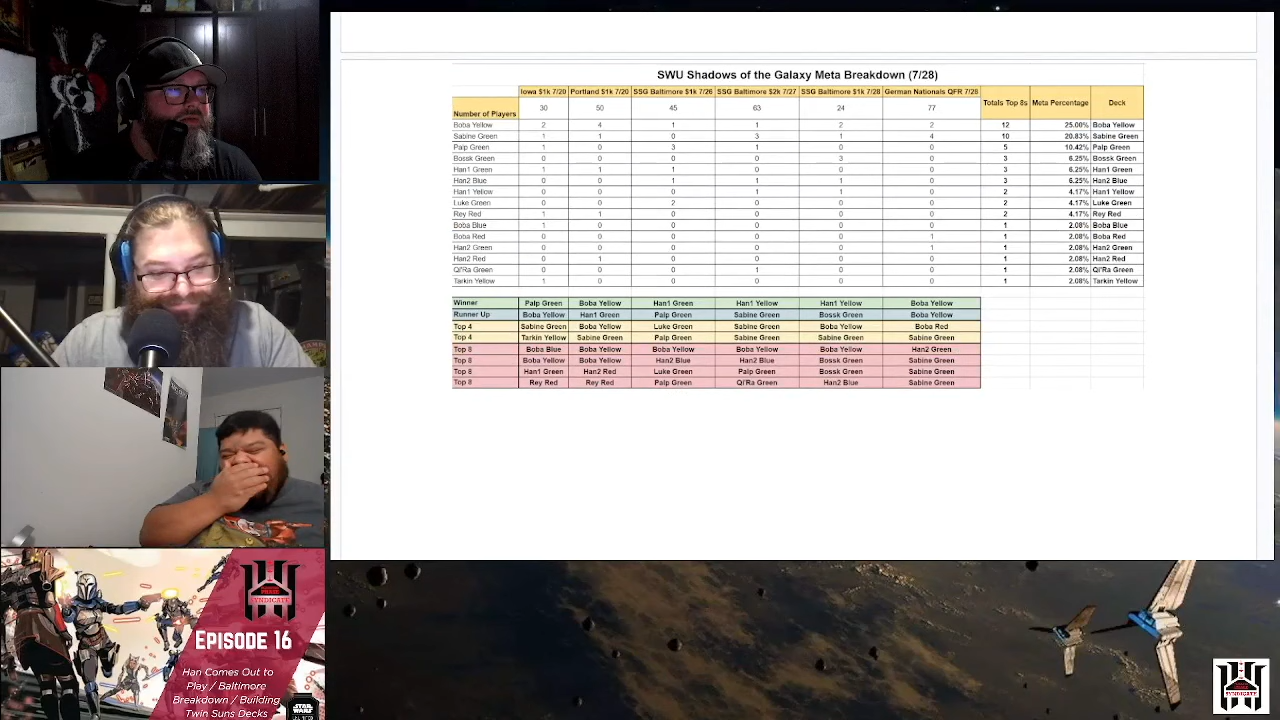 SWU Shadows of the Galaxy Meta Breakdown (7/28)
Iowa $1k 7/20 Portland $1k 7/20 SSG Baltimore $1k 7/26 SSG Baltimore $2k 7/27 SSG Baltimore $1k 7/28 German Nationals QFR 7/28 Totals Top 8s Meta Percentage Deck
Number of Players 30 50 45 63 24 77
Boba Yellow 2 4 1 1 2 2 12 25.00% Boba Yellow
Sabine Green 1 1 0 3 1 4 10 20.83% Sabine Green
Palp Green 1 0 3 1 0 0 5 10.42% Palp Green
Bossk Green 0 0 0 0 3 0 3 6.25% Bossk Green
Han1 Green 1 1 1 0 0 0 3 6.25% Han1 Green
Han2 Blue 0 0 1 1 1 0 3 6.25% Han2 Blue
Han1 Yellow 0 0 0 1 1 0 2 4.17% Han1 Yellow
Luke Green 0 0 2 0 0 0 2 4.17% Luke Green
Rey Red 1 1 0 0 0 0 2 4.17% Rey Red
Boba Blue 1 0 0 0 0 0 1 2.08% Boba Blue
Boba Red 0 0 0 0 0 1 1 2.08% Boba Red
Han2 Green 0 0 0 0 0 1 1 2.08% Han2 Green
Han2 Red 0 1 0 0 0 0 1 2.08% Han2 Red
Qi'Ra Green 0 0 0 1 0 0 1 2.08% Qi'Ra Green
Tarkin Yellow 1 0 0 0 0 0 1 2.08% Tarkin Yellow
Winner Palp Green Boba Yellow Han1 Green Han1 Yellow Han1 Yellow Boba Yellow
Runner Up Boba Yellow Han1 Green Palp Green Sabine Green Bossk Green Boba Yellow
Top 4 Sabine Green Boba Yellow Luke Green Sabine Green Boba Yellow Boba Red
Top 4 Tarkin Yellow Sabine Green Palp Green Sabine Green Sabine Green Sabine Green
Top 8 Boba Blue Boba Yellow Boba Yellow Boba Yellow Boba Yellow Han2 Green
Top 8 Boba Yellow Boba Yellow Han2 Blue Han2 Blue Bossk Green Sabine Green
Top 8 Han1 Green Han2 Red Luke Green Palp Green Bossk Green Sabine Green
Top 8 Rey Red Rey Red Palp Green Qi'Ra Green Han2 Blue Sabine Green
SYNDICATE
Episode 16
Han Comes Out to
Play / Baltimore
Breakdown / Building
Twin Suns Decks
STAR
WARS